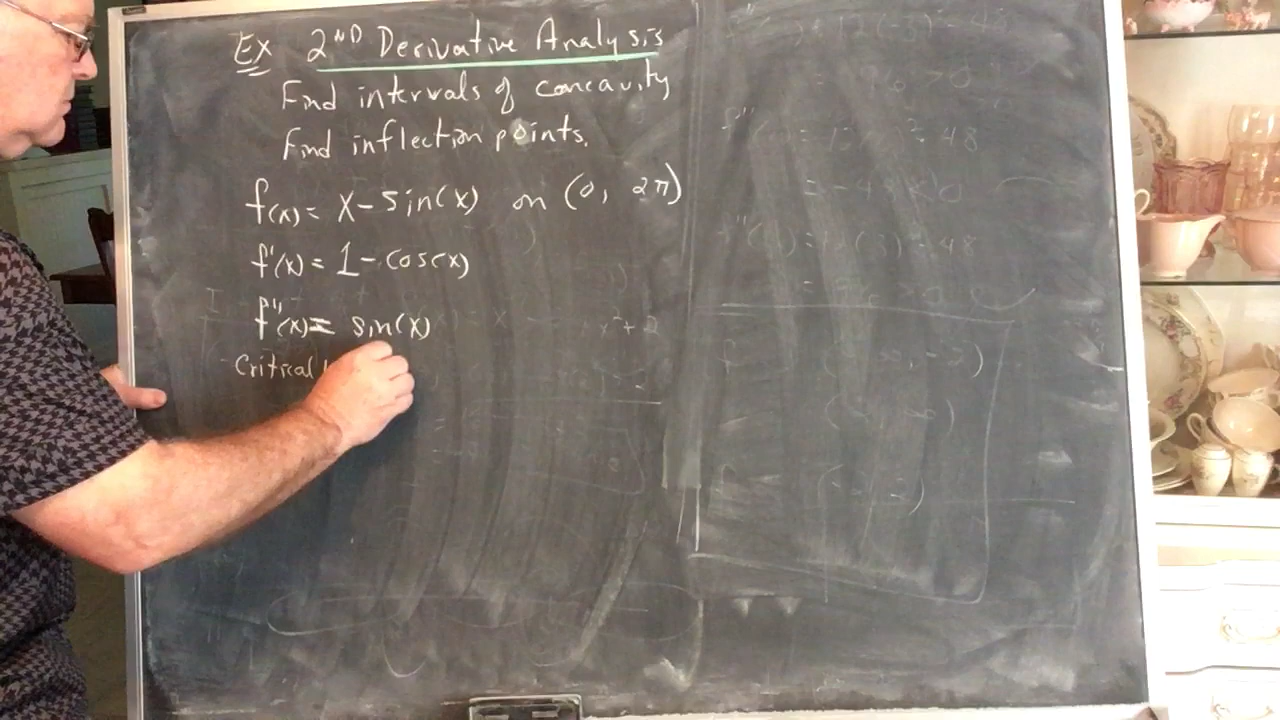 Ex 2ND Derivative Analysis
Find intervals of concavity
Find inflection points.
f(x) = x - sin(x) on (0, 2π)
f'(x) = 1 - cos(x)
f''(x) = sin(x)
Critical